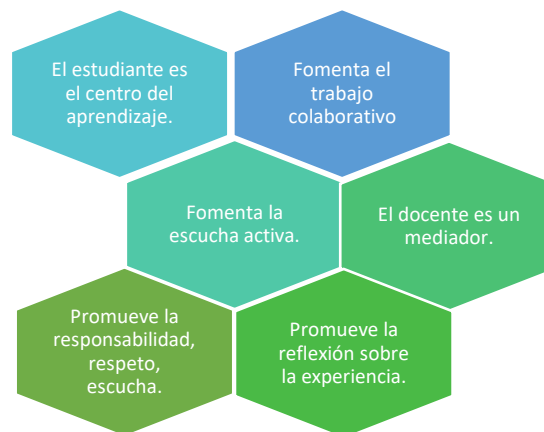 El estudiante es
el centro del
aprendizaje.
Fomenta el
trabajo
colaborativo
Fomenta la
escucha activa.
El docente es un
mediador.
Promueve la
responsabilidad,
respeto,
escucha.
Promueve la
reflexión sobre
la experiencia.